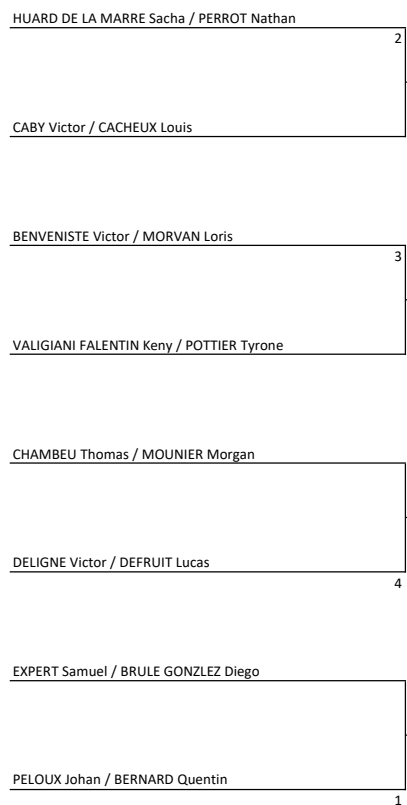 HUARD DE LA MARRE Sacha / PERROT Nathan
2
CABY Victor / CACHEUX Louis
BENVENISTE Victor / MORVAN Loris
3
VALIGIANI FALENTIN Keny / POTTIER Tyrone
CHAMBEU Thomas / MOUNIER Morgan
DELIGNE Victor / DEFRUIT Lucas
4
EXPERT Samuel / BRULE GONZLEZ Diego
PELOUX Johan / BERNARD Quentin
1